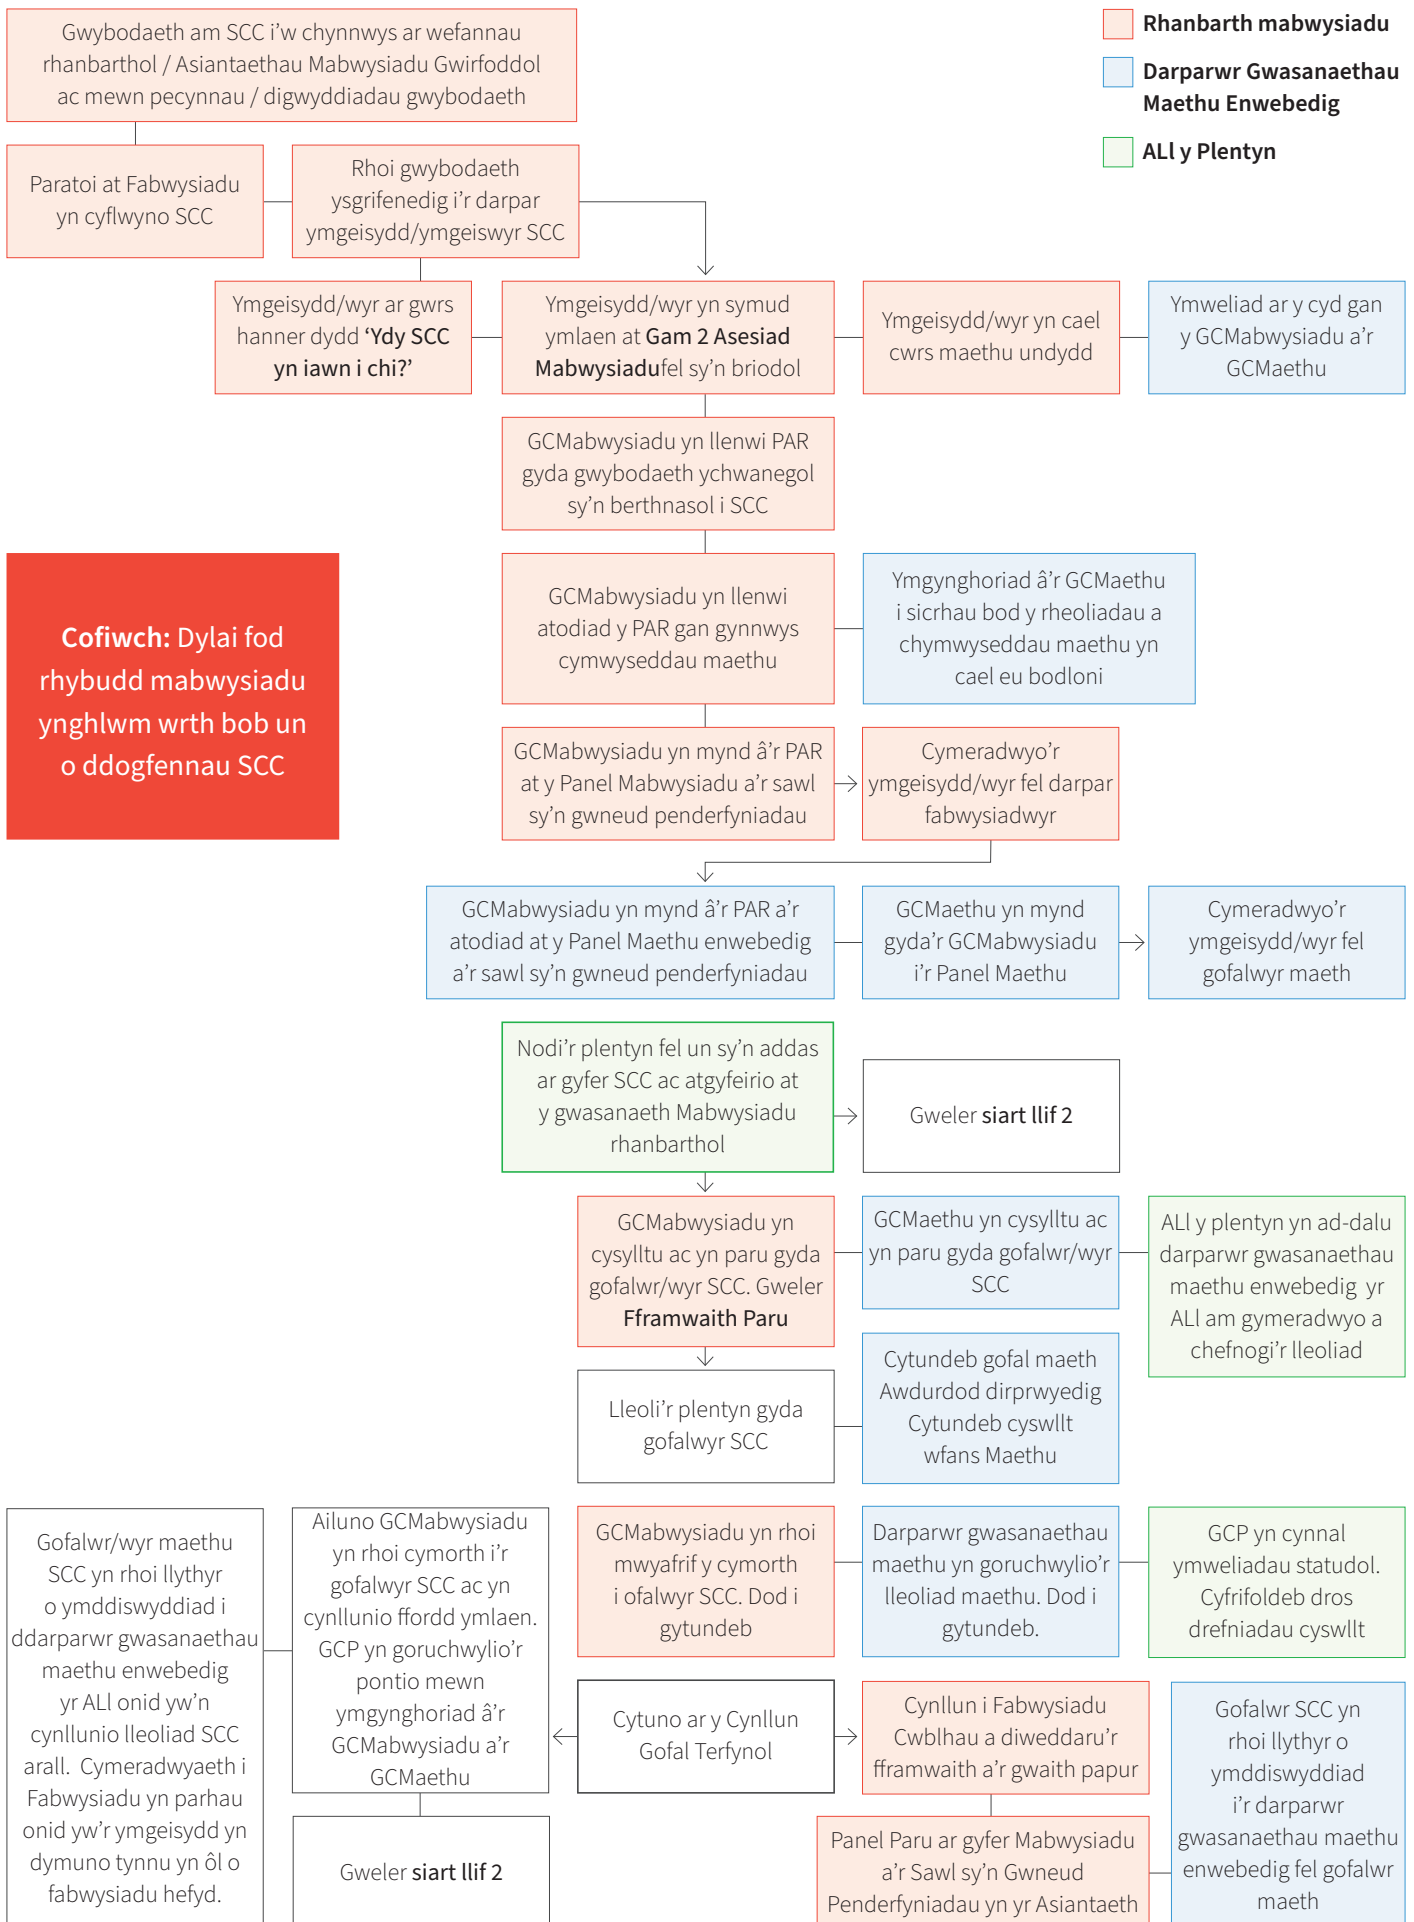 Gwybodaeth am SCC i'w chynnwys ar wefannau
rhanbarthol / Asiantaethau Mabwysiadu Gwirfoddol
ac mewn pecynnau / digwyddiadau gwybodaeth
Rhanbarth mabwysiadu
Darparwr Gwasanaethau
Maethu Enwebedig
ALl y Plentyn
Paratoi at Fabwysiadu
yn cyflwyno SCC
Rhoi gwybodaeth
ysgrifenedig i'r darpar
ymgeisydd/ymgeiswyr SCC
Ymgeisydd/wyr ar gwrs
hanner dydd 'Ydy SCC
yn iawn i chi?'
Ymgeisydd/wyr yn symud
ymlaen at Gam 2 Asesiad
Mabwysiadufel sy'n briodol
Ymgeisydd/wyr yn cael
cwrs maethu undydd
Ymweliad ar y cyd gan
y GCMabwysiadu a'r
GCMaethu
GCMabwysiadu yn llenwi PAR
gyda gwybodaeth ychwanegol
sy'n berthnasol i SCC
Cofiwch: Dylai fod
rhybudd mabwysiadu
ynghlwm wrth bob un
o ddogfennau SCC
GCMabwysiadu yn llenwi
atodiad y PAR gan gynnwys
cymwyseddau maethu
Ymgynghoriad â'r GCMaethu
i sicrhau bod y rheoliadau a
chymwyseddau maethu yn
cael eu bodloni
GCMabwysiadu yn mynd â'r PAR
at y Panel Mabwysiadu a'r sawl
sy'n gwneud penderfyniadau
Cymeradwyo'r
ymgeisydd/wyr fel darpar
fabwysiadwyr
GCMabwysiadu yn mynd â'r PAR a'r
atodiad at y Panel Maethu enwebedig
a'r sawl sy'n gwneud penderfyniadau
GCMaethu yn mynd
gyda'r GCMabwysiadu
i'r Panel Maethu
Cymeradwyo'r
ymgeisydd/wyr fel
gofalwyr maeth
Nodi'r plentyn fel un sy'n addas
ar gyfer SCC ac atgyfeirio at
y gwasanaeth Mabwysiadu
rhanbarthol
Gweler siart llif 2
GCMabwysiadu yn
cysylltu ac yn paru gyda
gofalwr/wyr SCC. Gweler
Fframwaith Paru
GCMaethu yn cysylltu ac
yn paru gyda gofalwr/wyr
SCC
ALl y plentyn yn ad-dalu
darparwr gwasanaethau
maethu enwebedig yr
ALl am gymeradwyo a
chefnogi'r lleoliad
Lleoli'r plentyn gyda
gofalwyr SCC
Cytundeb gofal maeth
Awdurdod dirprwyedig
Cytundeb cyswllt
wfans Maethu
Gofalwr/wyr maethu
SCC yn rhoi llythyr
o ymddiswyddiad i
ddarparwr gwasanaethau
maethu enwebedig
yr ALl onid yw'n
cynllunio lleoliad SCC
arall. Cymeradwyaeth i
Fabwysiadu yn parhau
onid yw'r ymgeisydd yn
dymuno tynnu yn ôl o
fabwysiadu hefyd.
Ailuno GCMabwysiadu
yn rhoi cymorth i'r
gofalwyr SCC ac yn
cynllunio ffordd ymlaen.
GCP yn goruchwylio'r
pontio mewn
ymgynghoriad â'r
GCMabwysiadu a'r
GCMaethu
GCMabwysiadu yn rhoi
mwyafrif y cymorth
i ofalwyr SCC. Dod i
gytundeb
Darparwr gwasanaethau
maethu yn goruchwylio'r
lleoliad maethu. Dod i
gytundeb.
GCP yn cynnal
ymweliadau statudol.
Cyfrifoldeb dros
drefniadau cyswllt
Cytuno ar y Cynllun
Gofal Terfynol
Cynllun i Fabwysiadu
Cwblhau a diweddaru'r
fframwaith a'r gwaith papur
Gofalwr SCC yn
rhoi llythyr o
ymddiswyddiad
i'r darparwr
gwasanaethau maethu
enwebedig fel gofalwr
maeth
Gweler siart llif 2
Panel Paru ar gyfer Mabwysiadu
a'r Sawl sy'n Gwneud
Penderfyniadau yn yr Asiantaeth